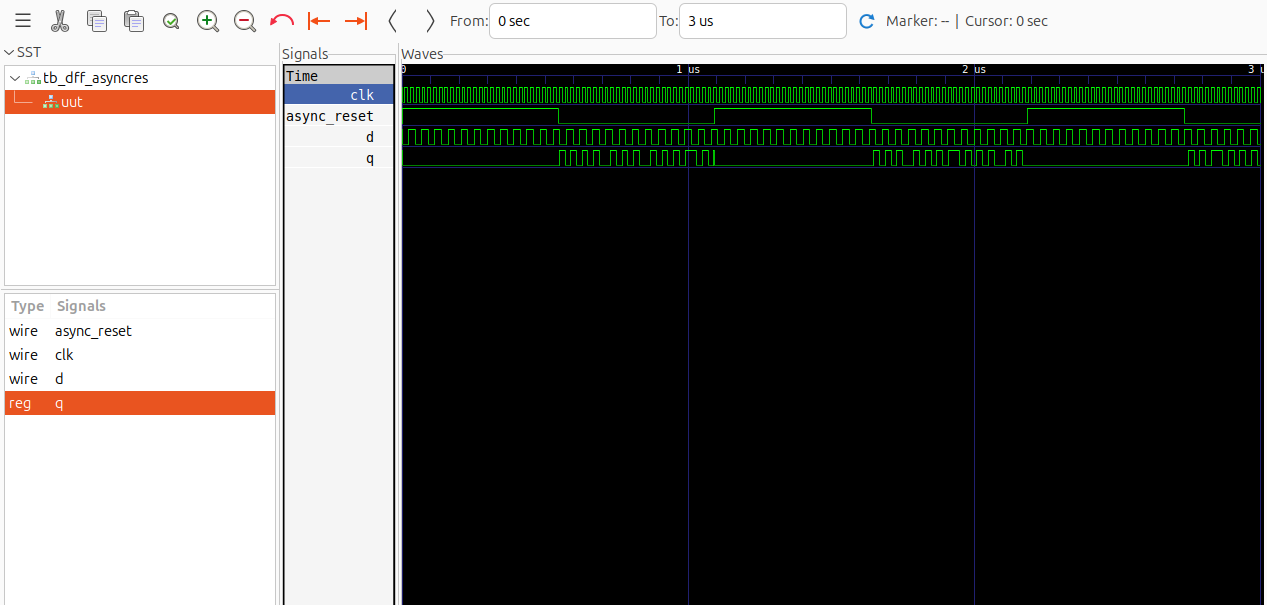 From: 0 sec To: 3 us Marker: -- | Cursor: 0 sec
SST
tb_dff_asyncres
uut
Type Signals
wire async_reset
wire clk
wire d
reg q
Signals
Time
clk
async_reset
d
q
Waves
0 1 us 2 us 3 u